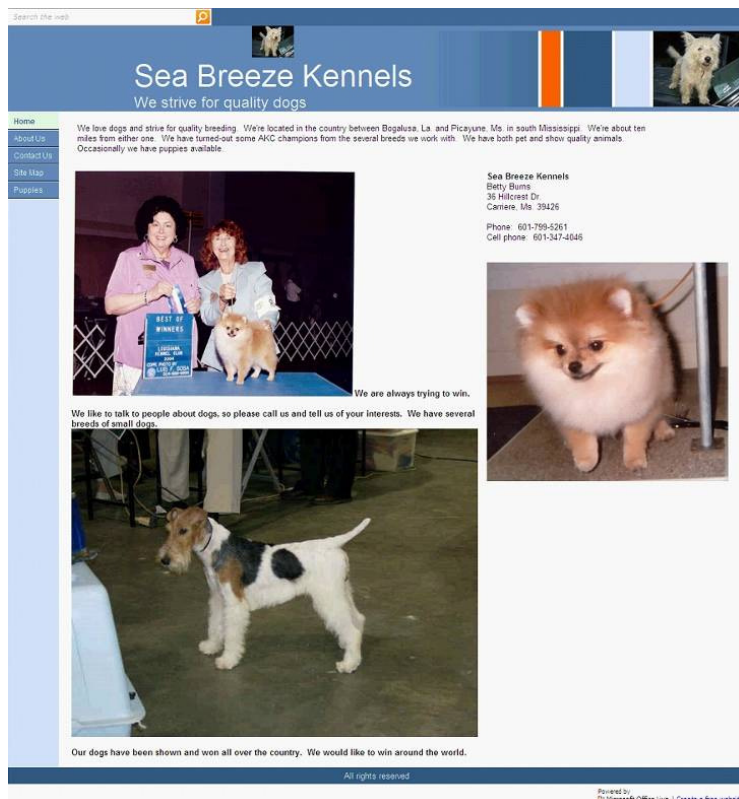 Search the web
Sea Breeze Kennels
We strive for quality dogs
Home
About Us
Contact Us
Site Map
Puppies
We love dogs and strive for quality breeding. We're located in the country between Bogalusa, La. and Picayune, Ms. in south Mississippi. We're about ten
miles from either one. We have turned-out some AKC champions from the several breeds we work with. We have both pet and show quality animals.
Occasionally we have puppies available.
Sea Breeze Kennels
Betty Burns
36 Hillcrest Dr.
Carriere, Ms. 39426
Phone: 601-799-5261
Cell phone: 601-347-4046
BEST OF
WINNERS
LOUISIANA
KENNEL CLUB
We are always trying to win.
We like to talk to people about dogs, so please call us and tell us of your interests. We have several
breeds of small dogs.
Our dogs have been shown and won all over the country. We would like to win around the world.
All rights reserved
Powered by
Microsoft Office Live | Create a free website